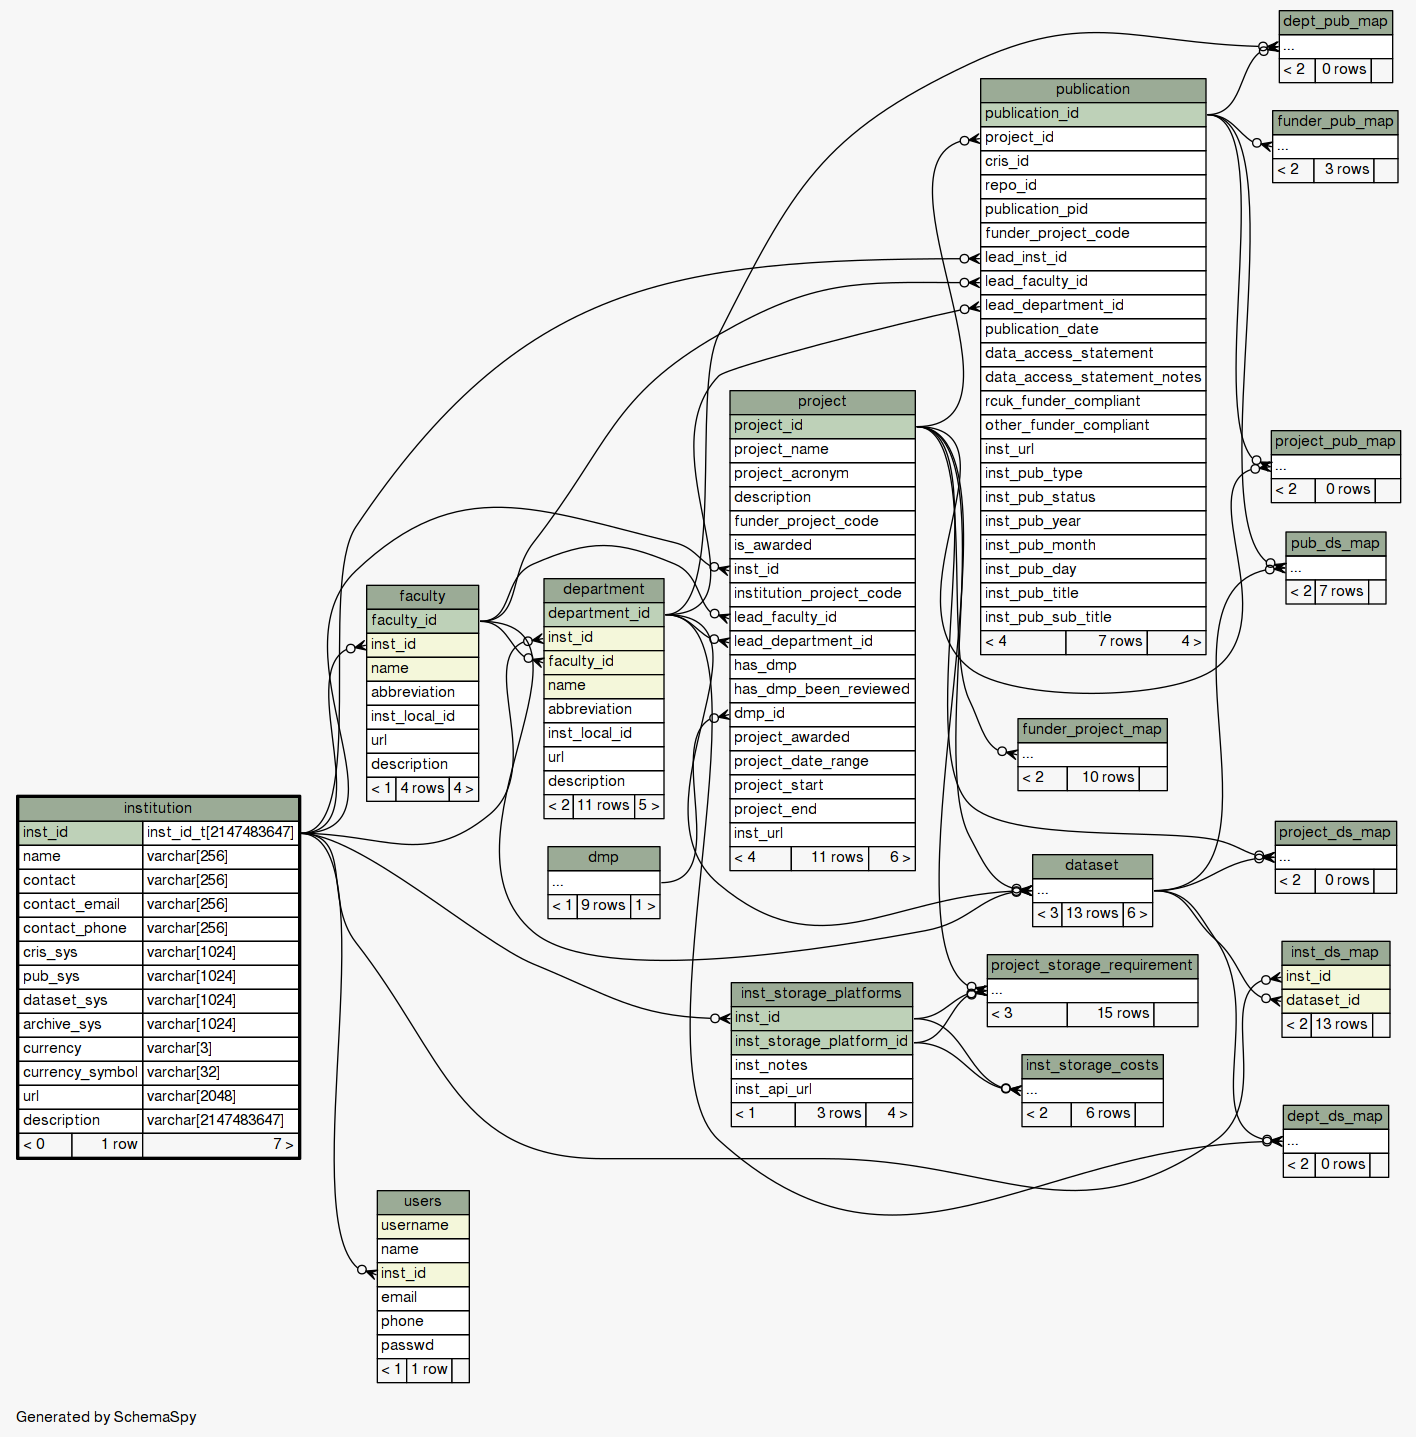 dept_pub_map
...
< 2 0 rows
publication
publication_id
project_id
cris_id
repo_id
publication_pid
funder_project_code
lead_inst_id
lead_faculty_id
lead_department_id
publication_date
data_access_statement
data_access_statement_notes
rcuk_funder_compliant
other_funder_compliant
inst_url
inst_pub_type
inst_pub_status
inst_pub_year
inst_pub_month
inst_pub_day
inst_pub_title
inst_pub_sub_title
< 4 7 rows 4 >
funder_pub_map
...
< 2 3 rows
project
project_id
project_name
project_acronym
description
funder_project_code
is_awarded
inst_id
institution_project_code
lead_faculty_id
lead_department_id
has_dmp
has_dmp_been_reviewed
dmp_id
project_awarded
project_date_range
project_start
project_end
inst_url
< 4 11 rows 6 >
project_pub_map
...
< 2 0 rows
pub_ds_map
...
< 2 7 rows
faculty
faculty_id
inst_id
name
abbreviation
inst_local_id
url
description
< 1 4 rows 4 >
department
department_id
inst_id
faculty_id
name
abbreviation
inst_local_id
url
description
< 2 11 rows 5 >
funder_project_map
...
< 2 10 rows
institution
inst_id inst_id_t[2147483647]
name varchar[256]
contact varchar[256]
contact_email varchar[256]
contact_phone varchar[256]
cris_sys varchar[1024]
pub_sys varchar[1024]
dataset_sys varchar[1024]
archive_sys varchar[1024]
currency varchar[3]
currency_symbol varchar[32]
url varchar[2048]
description varchar[2147483647]
< 0 1 row 7 >
dmp
...
< 1 9 rows 1 >
project_ds_map
...
< 2 0 rows
dataset
...
< 3 13 rows 6 >
inst_ds_map
inst_id
dataset_id
< 2 13 rows
project_storage_requirement
...
< 3 15 rows
inst_storage_platforms
inst_id
inst_storage_platform_id
inst_notes
inst_api_url
< 1 3 rows 4 >
inst_storage_costs
...
< 2 6 rows
dept_ds_map
...
< 2 0 rows
users
username
name
inst_id
email
phone
passwd
< 1 1 row
Generated by SchemaSpy